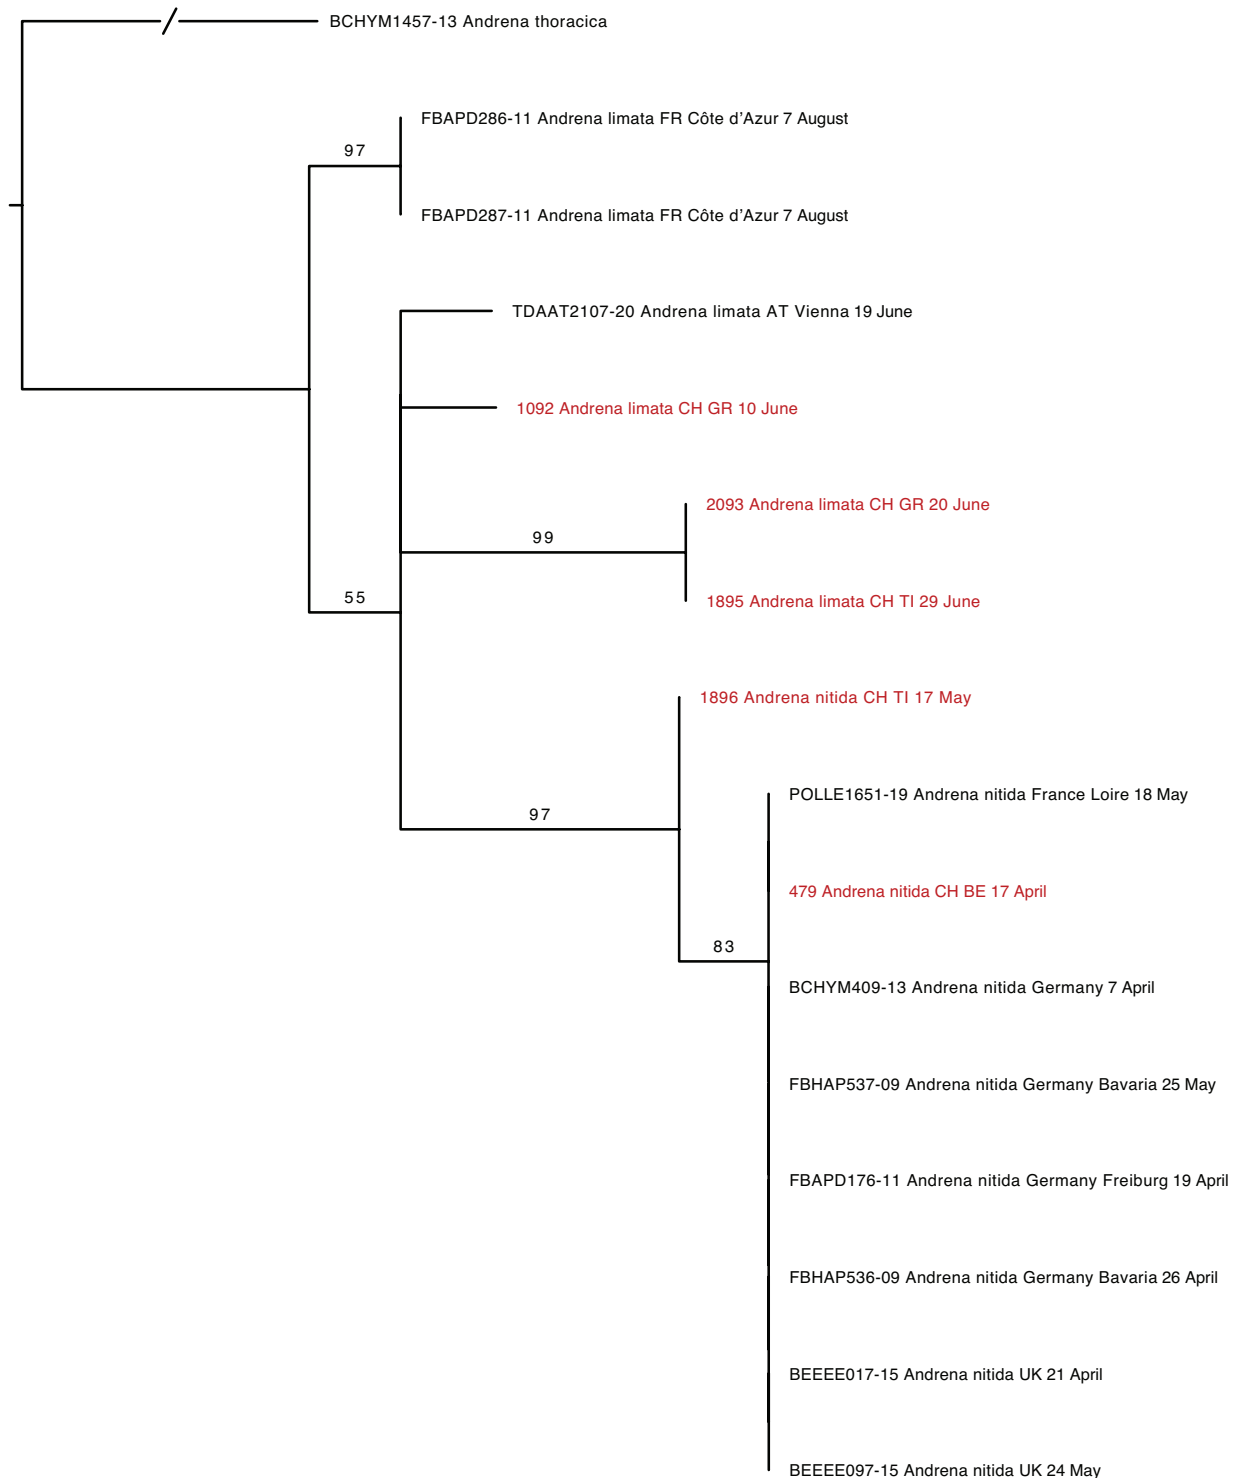 BCHYM1457-13 Andrena thoracica
FBAPD286-11 Andrena limata FR Côte d'Azur 7 August
97
FBAPD287-11 Andrena limata FR Côte d'Azur 7 August
TDAAT2107-20 Andrena limata AT Vienna 19 June
1092 Andrena limata CH GR 10 June
2093 Andrena limata CH GR 20 June
99
55
1895 Andrena limata CH TI 29 June
1896 Andrena nitida CH TI 17 May
POLLE1651-19 Andrena nitida France Loire 18 May
97
479 Andrena nitida CH BE 17 April
83
BCHYM409-13 Andrena nitida Germany 7 April
FBHAP537-09 Andrena nitida Germany Bavaria 25 May
FBAPD176-11 Andrena nitida Germany Freiburg 19 April
FBHAP536-09 Andrena nitida Germany Bavaria 26 April
BEEEE017-15 Andrena nitida UK 21 April
BEEEE097-15 Andrena nitida UK 24 May